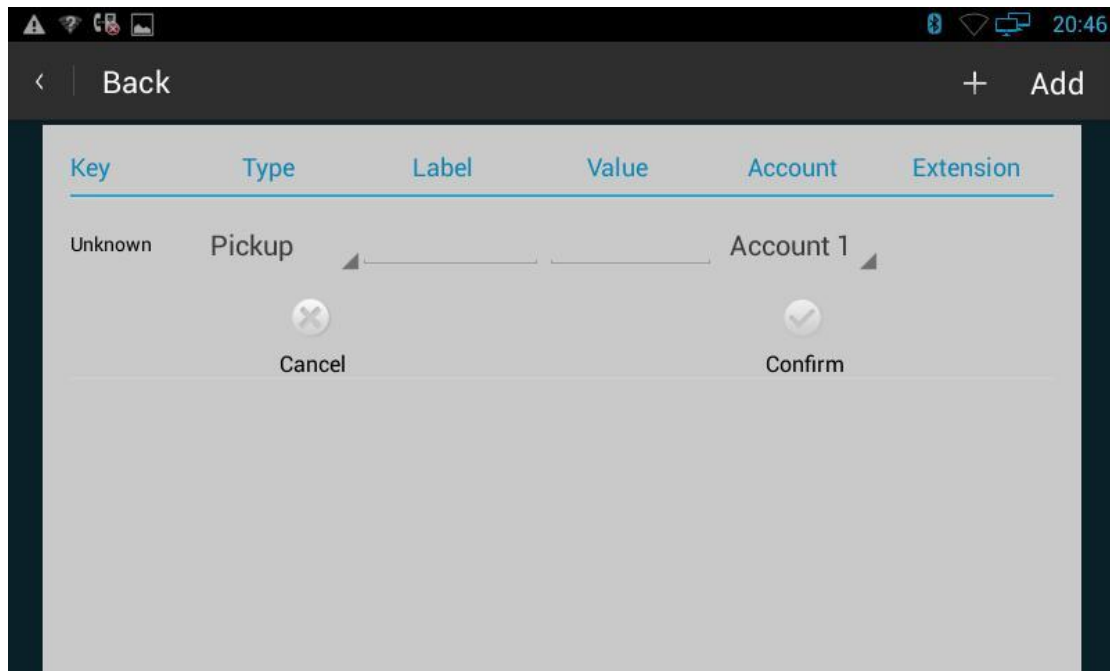 20:46
Back
+ Add
Key Type Label Value Account Extension
Unknown Pickup Account 1
Cancel Confirm